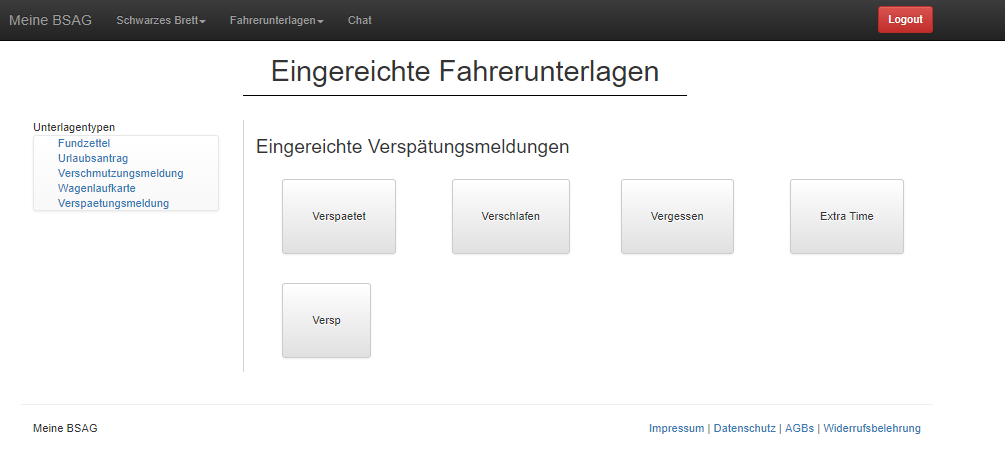 Meine BSAG Schwarzes Brett Fahrerunterlagen Chat Logout
Eingereichte Fahrerunterlagen
Unterlagentypen
Fundzettel
Urlaubsantrag
Verschmutzungsmeldung
Wagenlaufkarte
Verspaetungsmeldung
Eingereichte Verspätungsmeldungen
Verspaetet Verschlafen Vergessen Extra Time
Versp
Meine BSAG Impressum | Datenschutz | AGBs | Widerrufsbelehrung